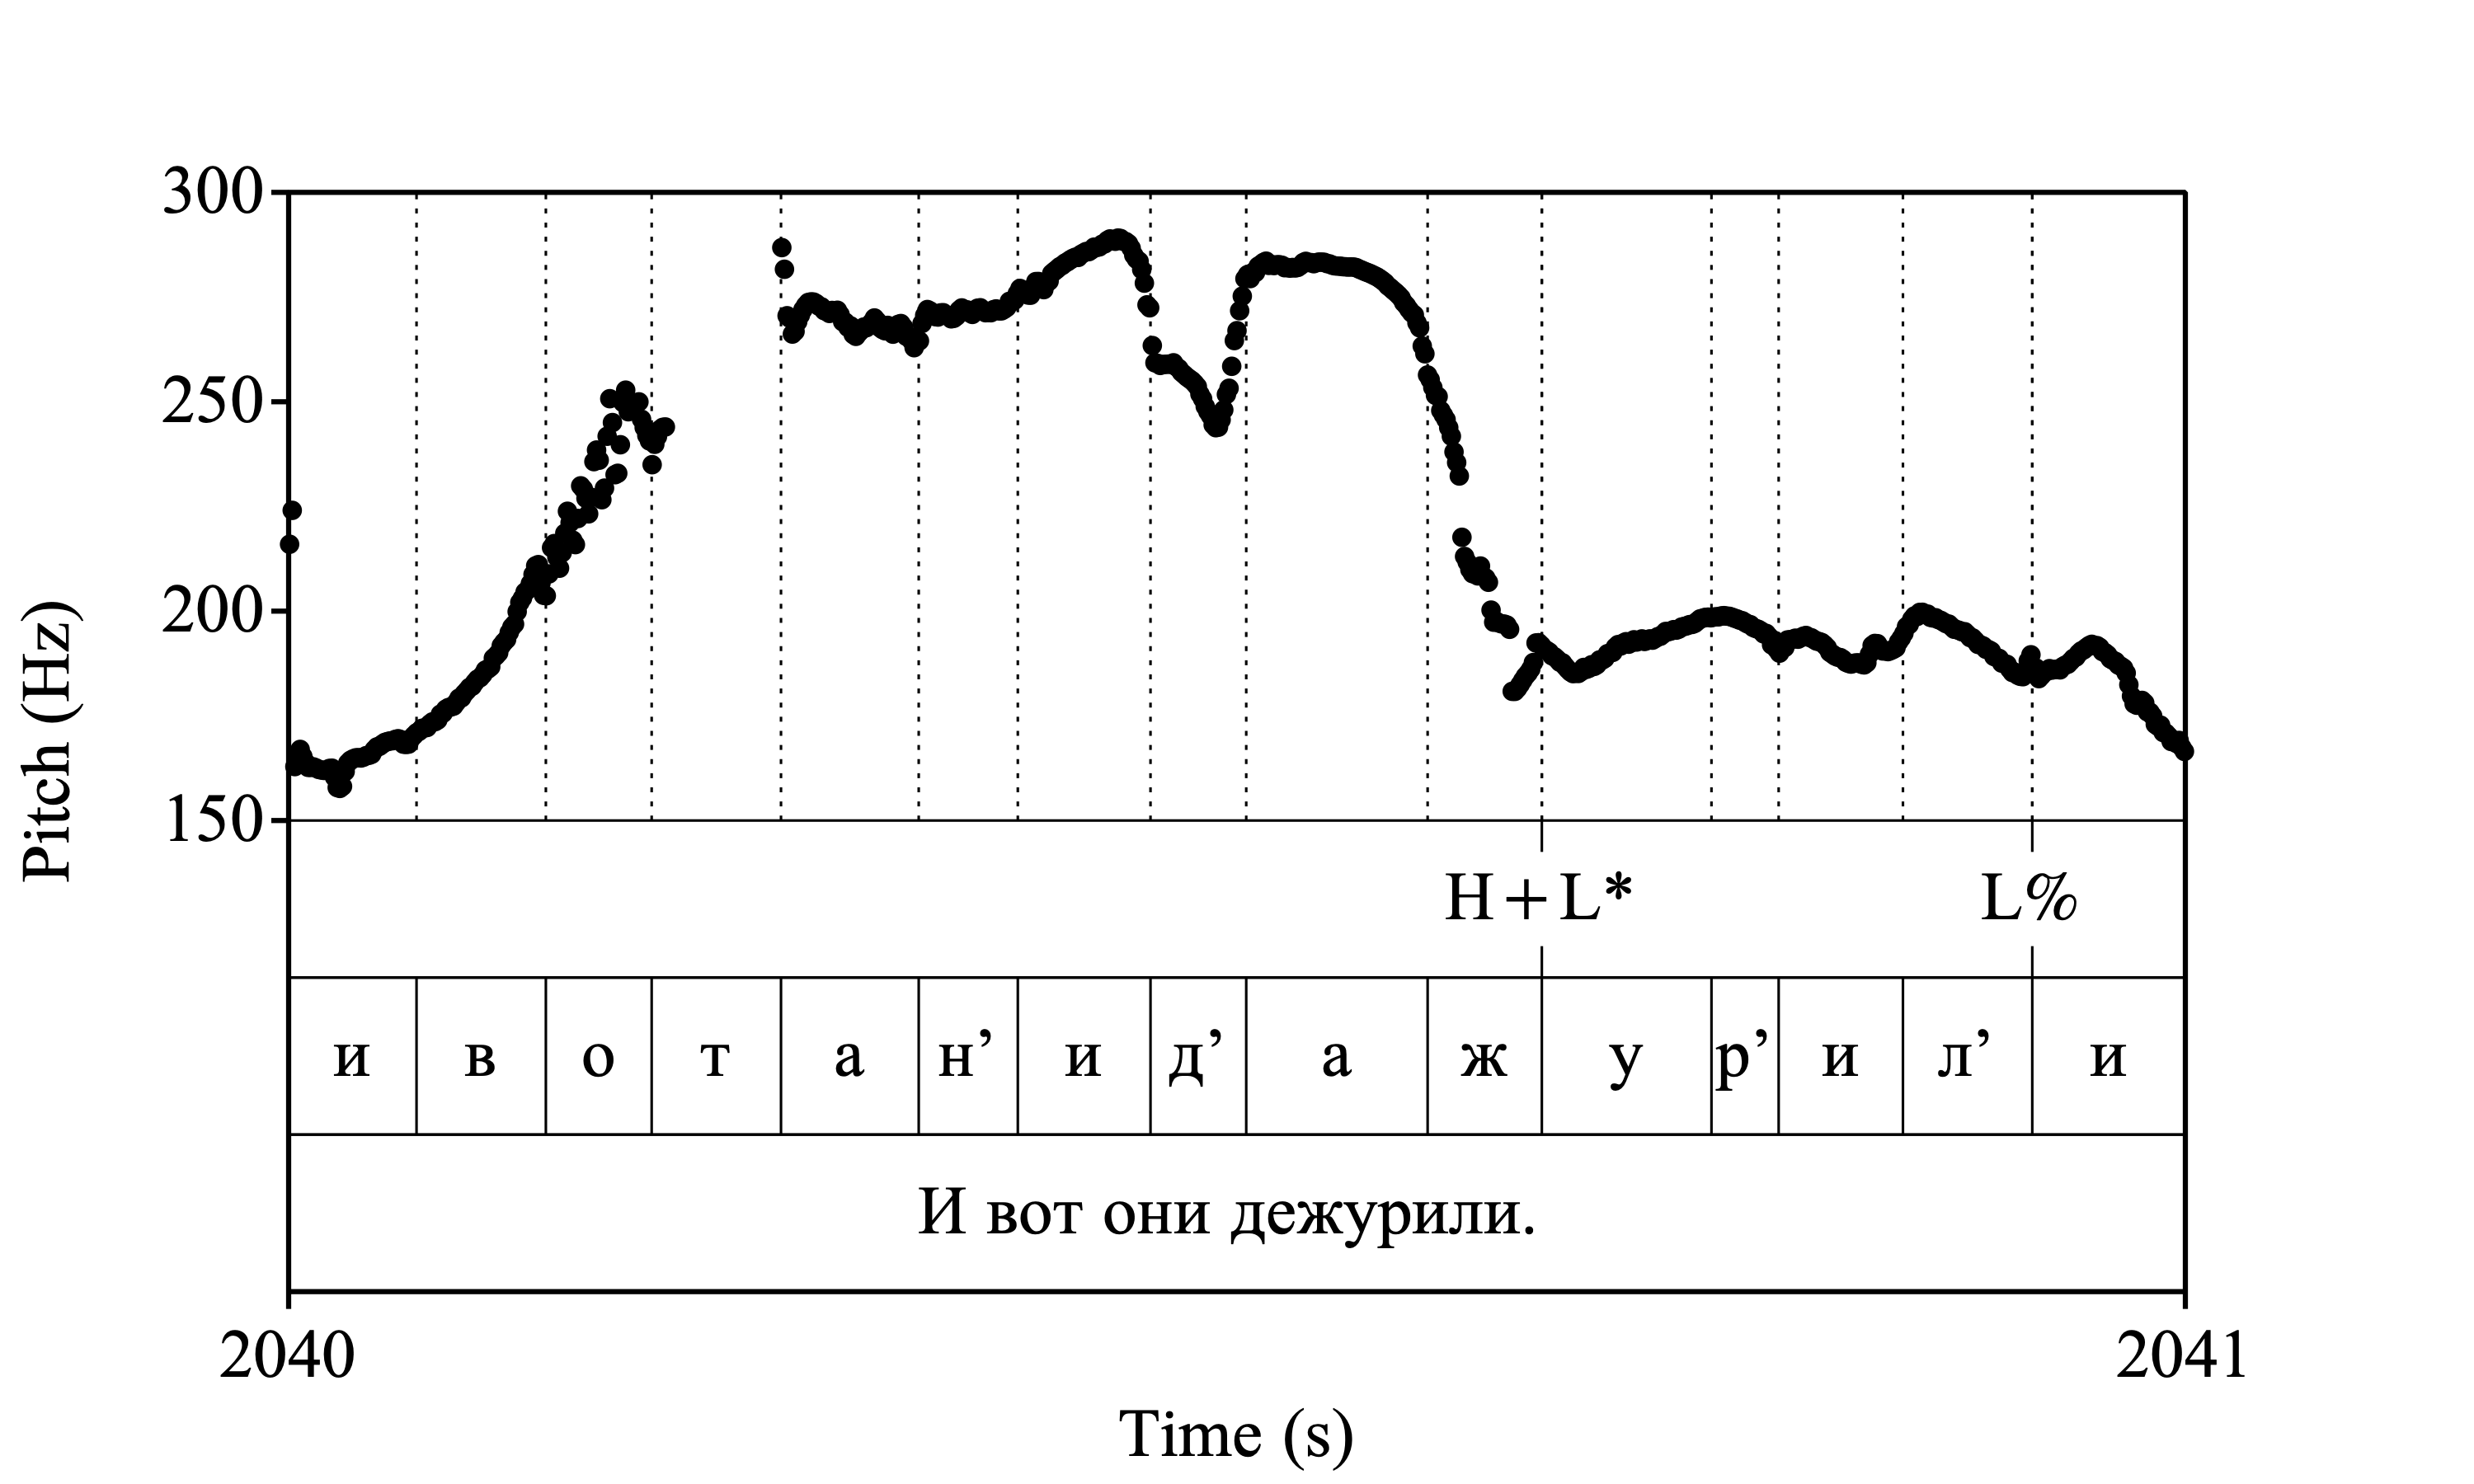 300
250
200
150
Pitch (Hz)
H+L* L%
и в о т а н’ и д’ а ж у р’ и л’ и
И вот они дежурили.
2040 2041
Time (s)